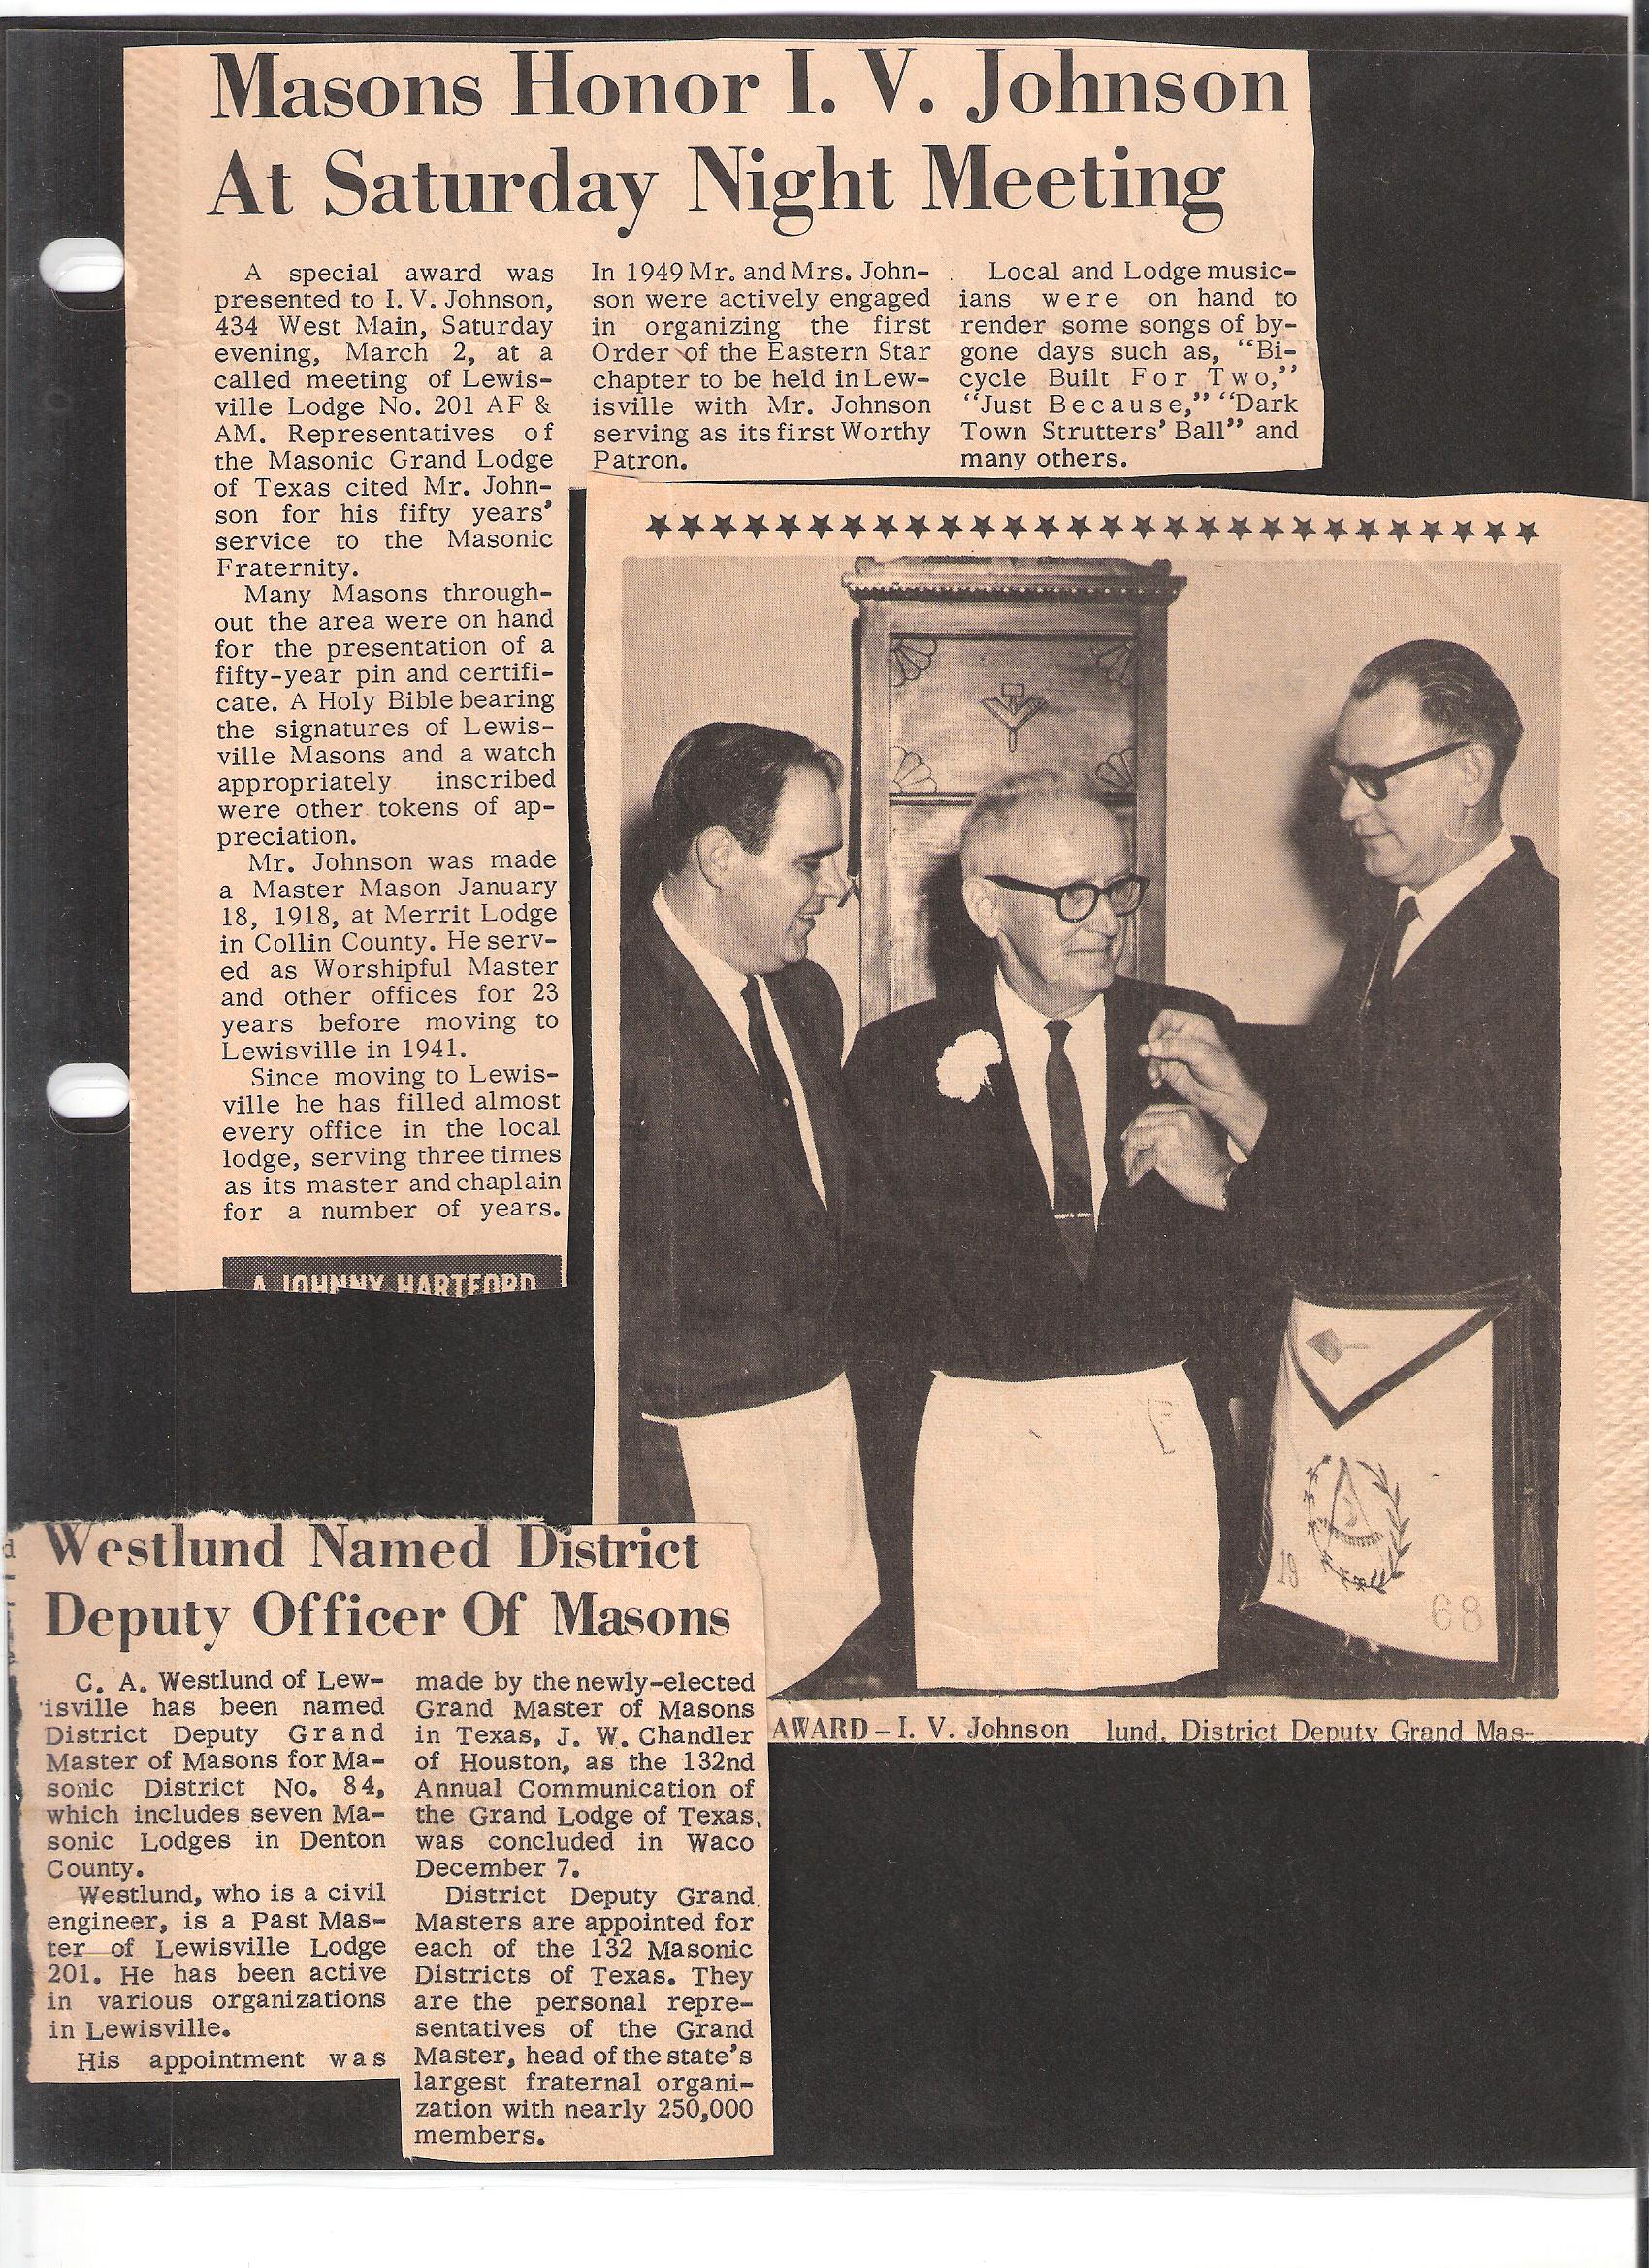 Masons Honor I. V. Johnson
At Saturday Night Meeting
A special award was
presented to I. V. Johnson,
434 West Main, Saturday
evening, March 2, at a
called meeting of Lewis-
ville Lodge No. 201 AF &
AM. Representatives of
the Masonic Grand Lodge
of Texas cited Mr. John-
son for his fifty years'
service to the Masonic
Fraternity.
Many Masons through-
out the area were on hand
for the presentation of a
fifty-year pin and certifi-
cate. A Holy Bible bearing
the signatures of Lewis-
ville Masons and a watch
appropriately inscribed
were other tokens of ap-
preciation.
Mr. Johnson was made
a Master Mason January
18, 1918, at Merrit Lodge
in Collin County. He serv-
ed as Worshipful Master
and other offices for 23
years before moving to
Lewisville in 1941.
Since moving to Lewis-
ville he has filled almost
every office in the local
lodge, serving three times
as its master and chaplain
for a number of years.
In 1949 Mr. and Mrs. John-
son were actively engaged
in organizing the first
Order of the Eastern Star
chapter to be held in Lew-
isville with Mr. Johnson
serving as its first Worthy
Patron.
Local and Lodge music-
ians were on hand to
render some songs of by-
gone days such as, "Bi-
cycle Built For Two,"
"Just Because," "Dark
Town Strutters' Ball" and
many others.
A JOHNNY HARTFORD
19 68
AWARD - I. V. Johnson
lund, District Deputy Grand Mas-
Westlund Named District
Deputy Officer Of Masons
C. A. Westlund of Lew-
isville has been named
District Deputy Grand
Master of Masons for Ma-
sonic District No. 84,
which includes seven Ma-
sonic Lodges in Denton
County.
Westlund, who is a civil
engineer, is a Past Mas-
ter of Lewisville Lodge
201. He has been active
in various organizations
in Lewisville.
His appointment was
made by the newly-elected
Grand Master of Masons
in Texas, J. W. Chandler
of Houston, as the 132nd
Annual Communication of
the Grand Lodge of Texas,
was concluded in Waco
December 7.
District Deputy Grand
Masters are appointed for
each of the 132 Masonic
Districts of Texas. They
are the personal repre-
sentatives of the Grand
Master, head of the state's
largest fraternal organi-
zation with nearly 250,000
members.